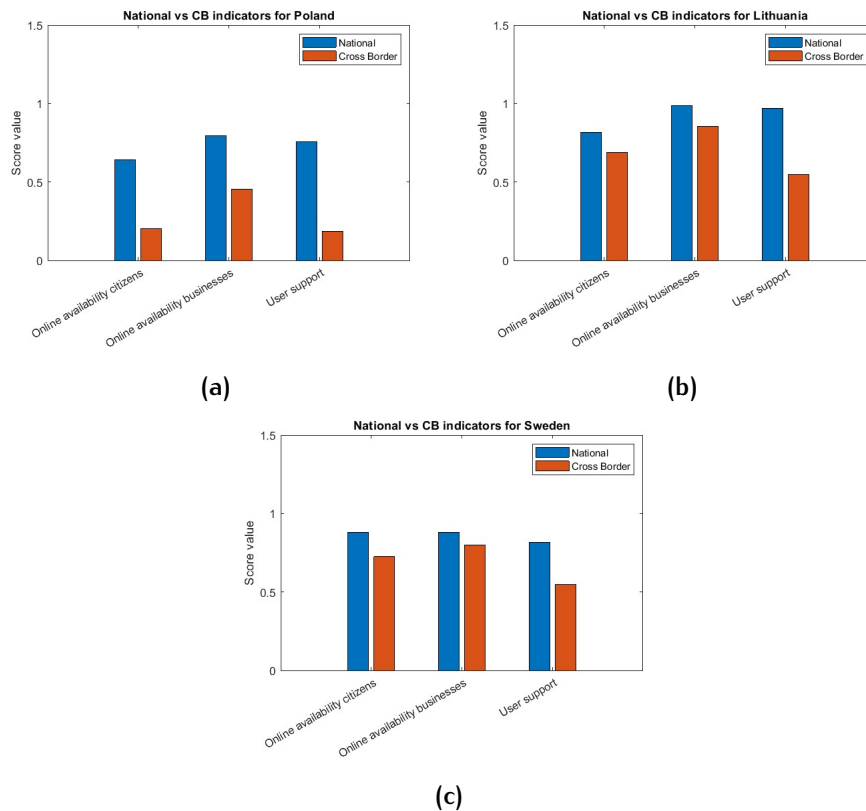 National vs CB indicators for Poland
1.5
1
0.5
0
Score value
National
Cross Border
Online availability citizens
Online availability businesses
User support
(a)
National vs CB indicators for Lithuania
1.5
1
0.5
0
Score value
National
Cross Border
Online availability citizens
Online availability businesses
User support
(b)
National vs CB indicators for Sweden
1.5
1
0.5
0
Score value
National
Cross Border
Online availability citizens
Online availability businesses
User support
(c)